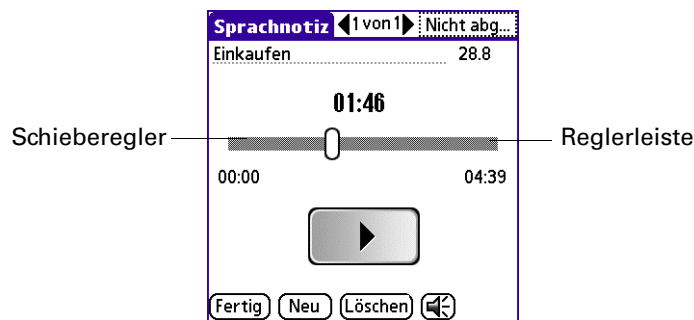 Sprachnotiz 1 von 1 Nicht abg...
Einkaufen 28.8
01:46
Schieberegler Reglerleiste
00:00 04:39
Fertig Neu Löschen